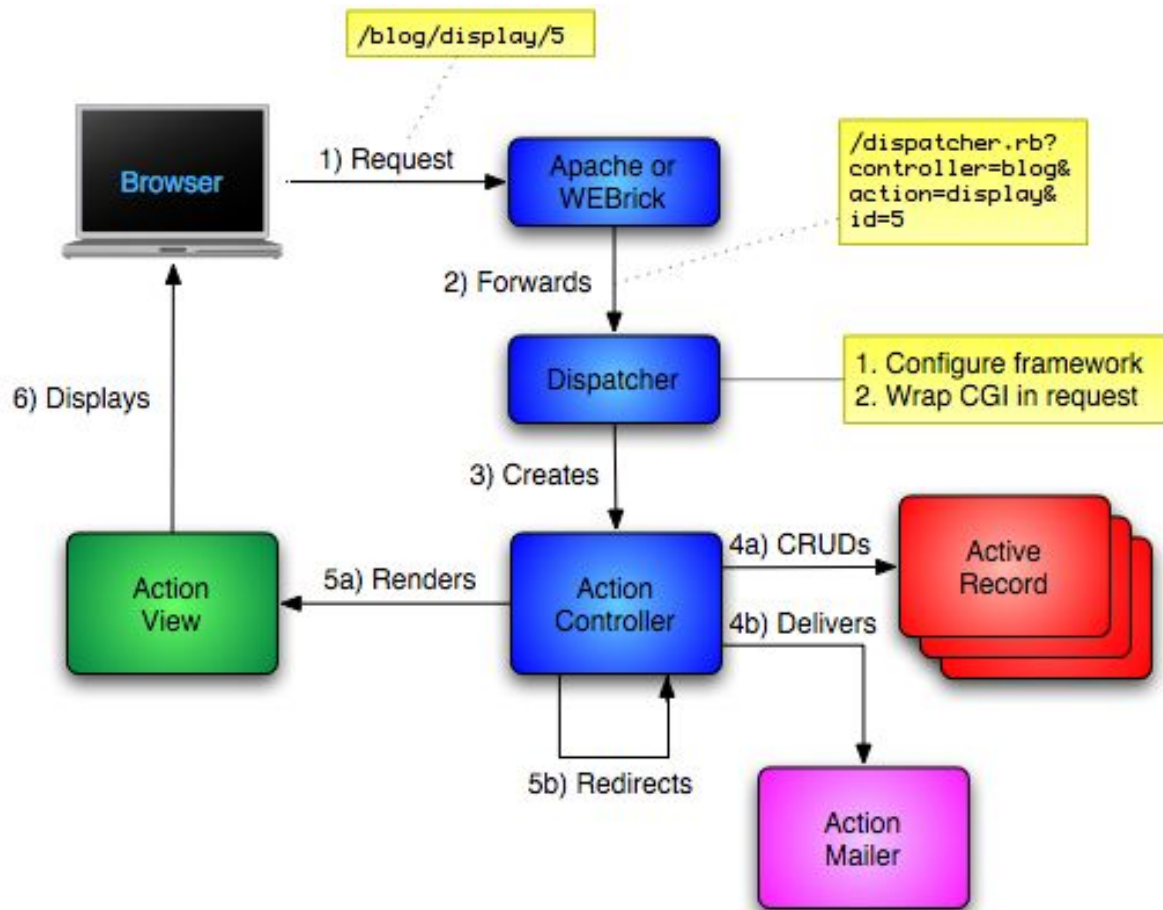 /blog/display/5
1) Request
Browser
Apache or
WEBrick
/dispatcher.rb?
controller=blog&
action=display&
id=5
2) Forwards
Dispatcher
1. Configure framework
2. Wrap CGI in request
6) Displays
3) Creates
Action
View
5a) Renders
Action
Controller
4a) CRUDs
Active
Record
4b) Delivers
5b) Redirects
Action
Mailer